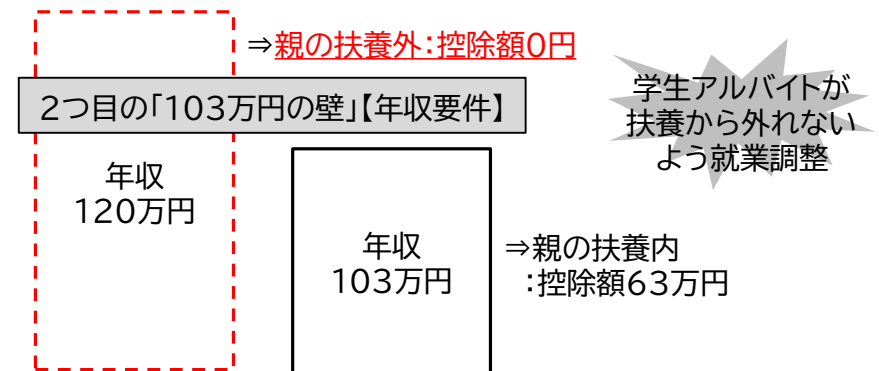 ⇒親の扶養外：控除額０円
2つ目の「103万円の壁」【年収要件】
学生アルバイトが
扶養から外れない
よう就業調整
年収
120万円
年収
103万円
⇒親の扶養内
：控除額63万円